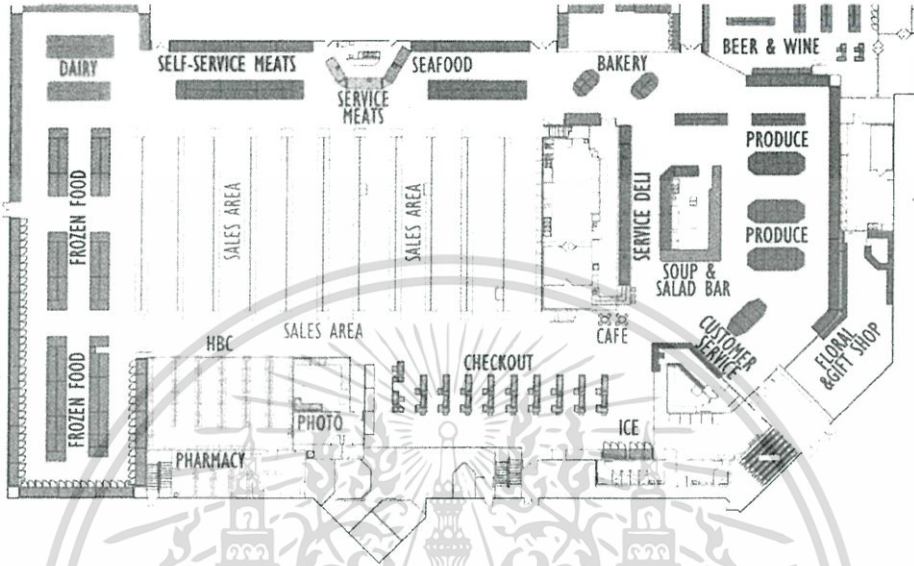 BEER & WINE
DAIRY
SELF-SERVICE MEATS
SERVICE
MEATS
SEAFOOD
BAKERY
PRODUCE
FROZEN FOOD
SALES AREA
SALES AREA
SERVICE DELI
PRODUCE
SOUP &
SALAD BAR
SALES AREA
CAFE
CUSTOMER
SERVICE
FLORAL
&GIFT SHOP
HBC
CHECKOUT
FROZEN FOOD
PHOTO
ICE
PHARMACY